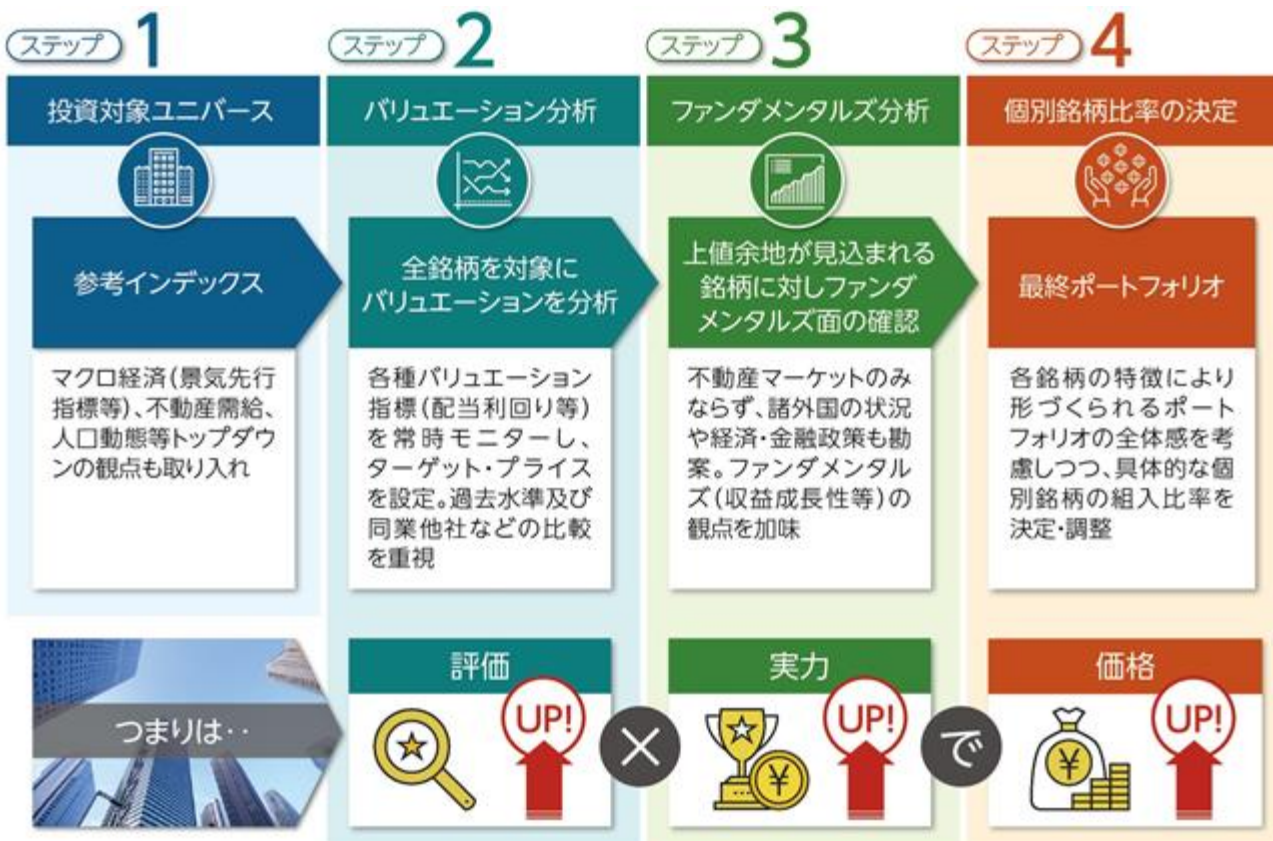 ステップ 1
投資対象ユニバース
参考インデックス
マクロ経済(景気先行
指標等)、不動産需給、
人口動態等トップダウ
ンの観点も取り入れ
ステップ 2
バリュエーション分析
全銘柄を対象に
バリュエーションを分析
各種バリュエーション
指標(配当利回り等)
を常時モニターし、
ターゲット・プライス
を設定。過去水準及び
同業他社などの比較
を重視
ステップ 3
ファンダメンタルズ分析
上値余地が見込まれる
銘柄に対しファンダ
メンタルズ面の確認
不動産マーケットのみ
ならず、諸外国の状況
や経済・金融政策も勘
案。ファンダメンタル
ズ(収益成長性等)の
観点を加味
ステップ 4
個別銘柄比率の決定
最終ポートフォリオ
各銘柄の特徴により
形づくられるポート
フォリオの全体感を考
慮しつつ、具体的な個
別銘柄の組入比率を
決定・調整
つまりは‥
評価
UP!
×
実力
¥
UP!
で
価格
¥
UP!